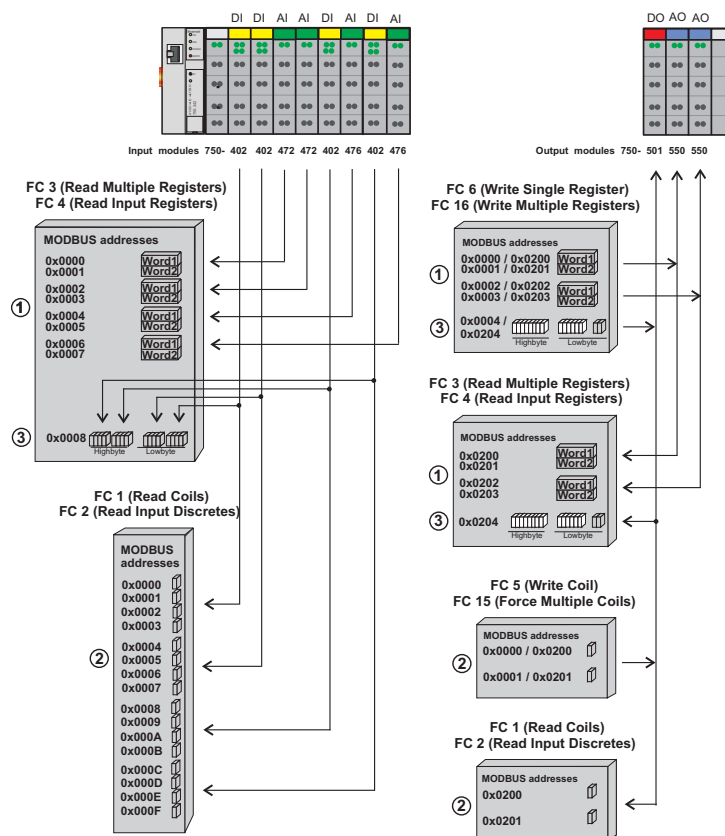 DI DI AI AI DI AI DI AI
DO AO AO
Input modules 750- 402 402 472 472 402 476 402 476
Output modules 750- 501 550 550
FC 3 (Read Multiple Registers)
FC 4 (Read Input Registers)
MODBUS addresses
0x0000 Word1
0x0001 Word2
0x0002 Word1
0x0003 Word2
1
0x0004 Word1
0x0005 Word2
0x0006 Word1
0x0007 Word2
3 0x0008
Highbyte Lowbyte
FC 1 (Read Coils)
FC 2 (Read Input Discretes)
MODBUS
addresses
0x0000
0x0001
0x0002
0x0003
0x0004
2 0x0005
0x0006
0x0007
0x0008
0x0009
0x000A
0x000B
0x000C
0x000D
0x000E
0x000F
FC 6 (Write Single Register)
FC 16 (Write Multiple Registers)
MODBUS addresses
0x0000 / 0x0200 Word1
1 0x0001 / 0x0201 Word2
0x0002 / 0x0202 Word1
0x0003 / 0x0203 Word2
3 0x0004 /
0x0204
Highbyte Lowbyte
FC 3 (Read Multiple Registers)
FC 4 (Read Input Registers)
MODBUS addresses
0x0200 Word1
0x0201 Word2
1
0x0202 Word1
0x0203 Word2
3 0x0204
Highbyte Lowbyte
FC 5 (Write Coil)
FC 15 (Force Multiple Coils)
MODBUS addresses
0x0000 / 0x0200
2
0x0001 / 0x0201
FC 1 (Read Coils)
FC 2 (Read Input Discretes)
MODBUS addresses
0x0200
2
0x0201